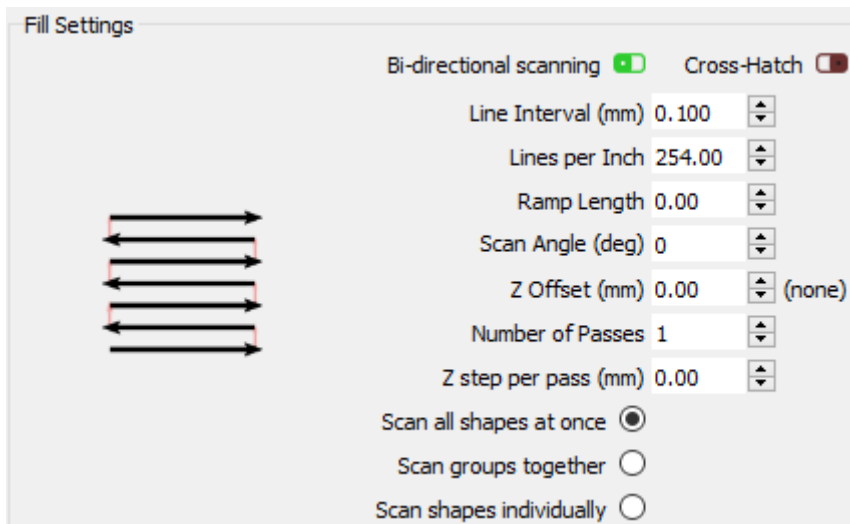 Fill Settings
Bi-directional scanning Cross-Hatch
Line Interval (mm) 0.100
Lines per Inch 254.00
Ramp Length 0.00
Scan Angle (deg) 0
Z Offset (mm) 0.00 (none)
Number of Passes 1
Z step per pass (mm) 0.00
Scan all shapes at once
Scan groups together
Scan shapes individually